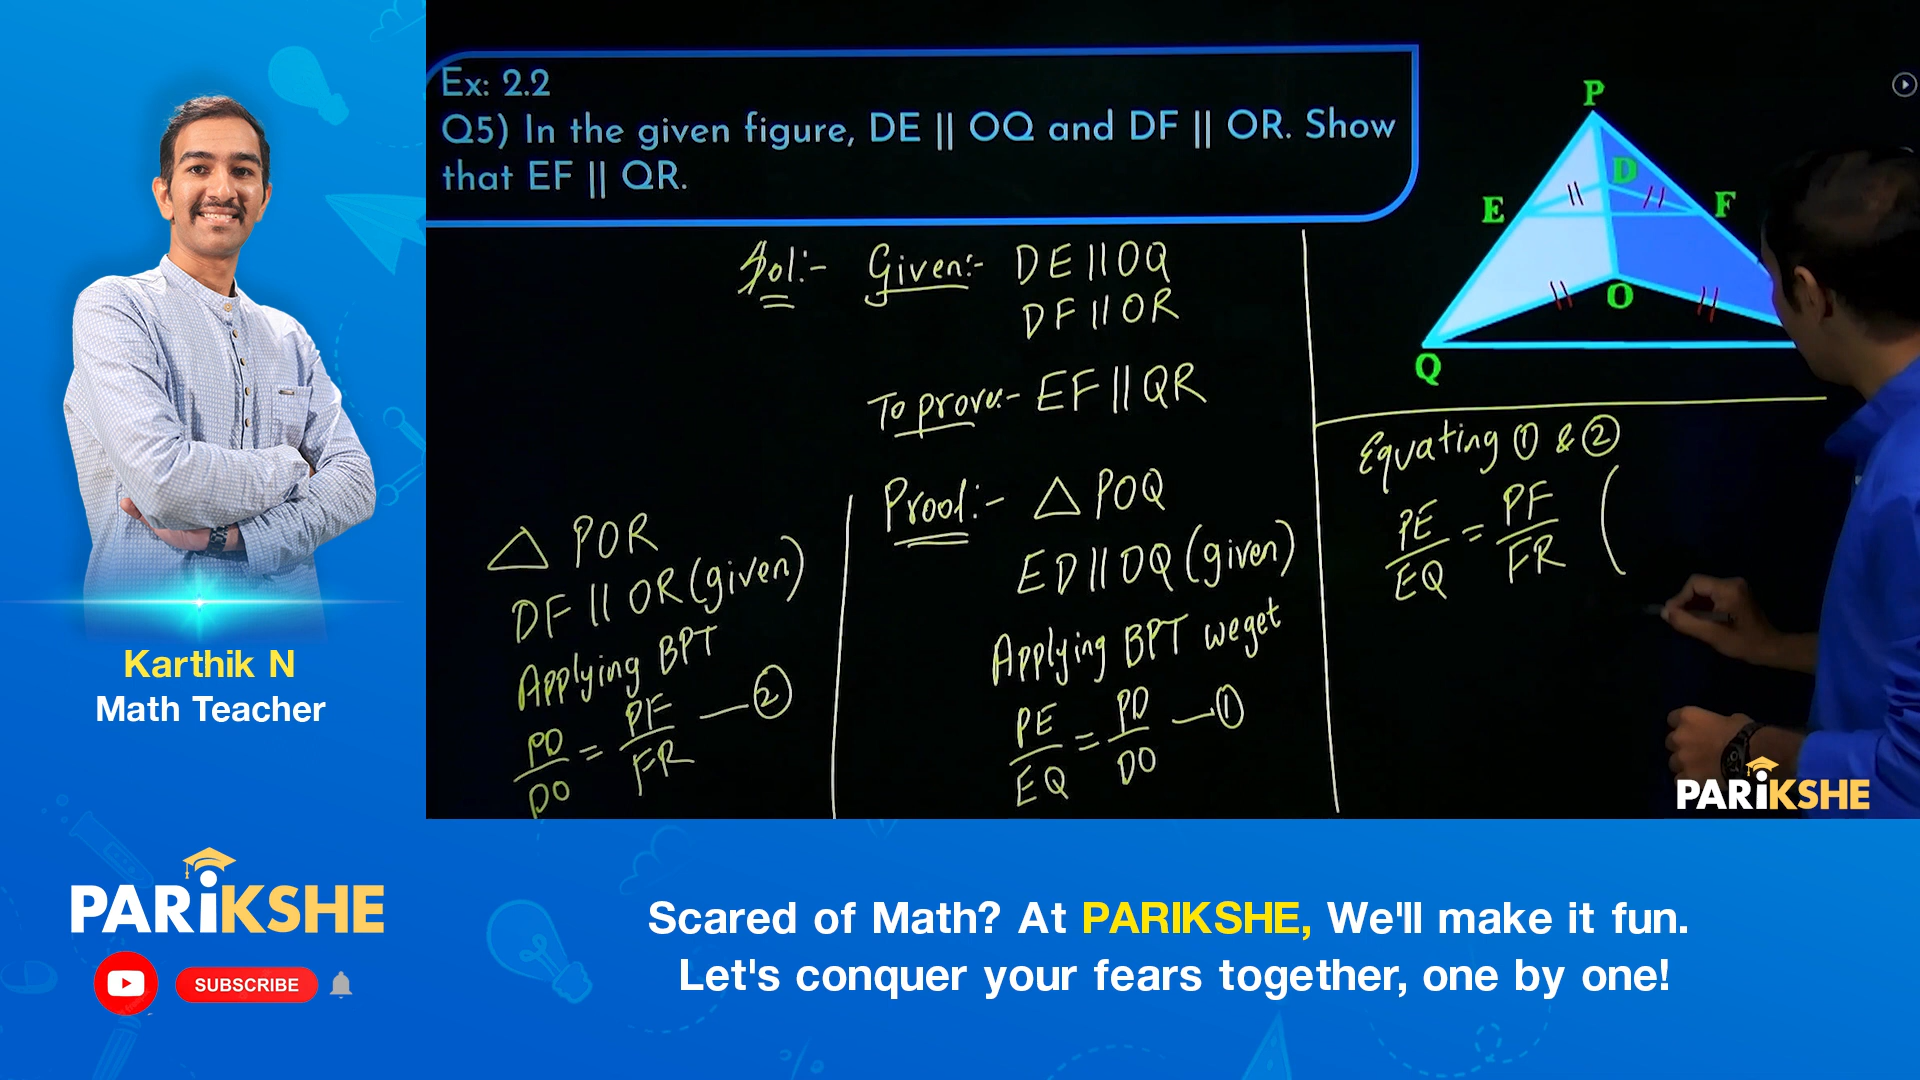 Ex: 2.2
Q5) In the given figure, DE || OQ and DF || OR. Show
that EF || QR.
P
D
E
F
O
Q
Sol:- Given:- DE || OQ
DF || OR
To prove:- EF || QR
Proof:- △ POQ
ED || OQ (given)
Applying BPT we get
PE/EQ = PD/DO —①
△ POR
DF || OR (given)
Applying BPT
PD/DO = PF/FR —②
Equating ① & ②
PE/EQ = PF/FR (
PARiKSHE
Karthik N
Math Teacher
PARiKSHE
SUBSCRIBE
Scared of Math? At PARIKSHE, We'll make it fun.
Let's conquer your fears together, one by one!